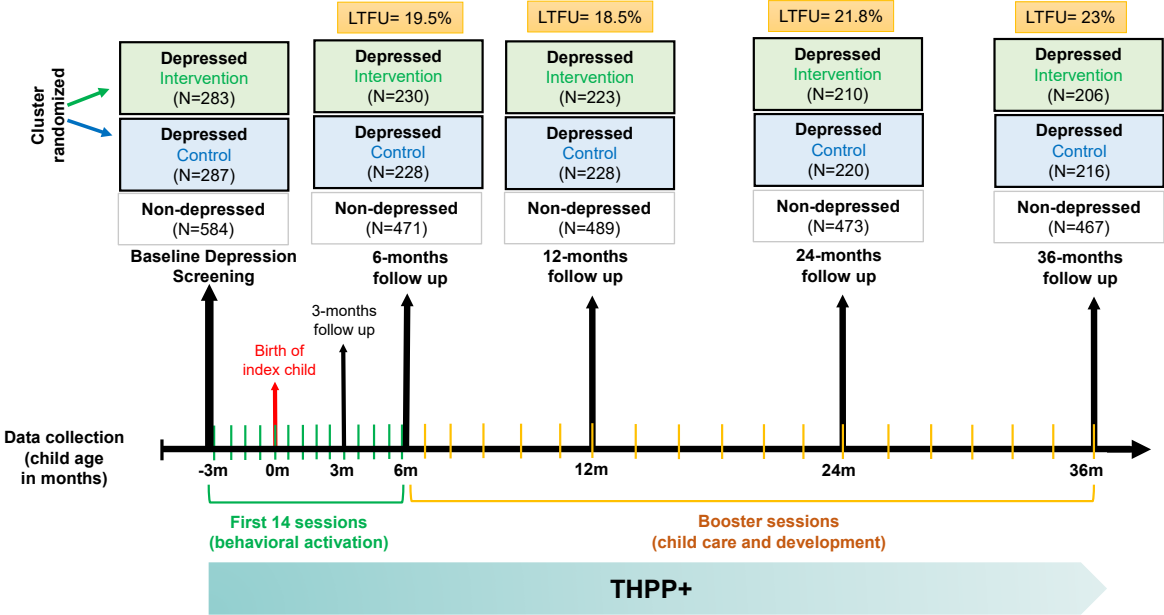 LTFU= 19.5%
LTFU= 18.5%
LTFU= 21.8%
LTFU= 23%
Cluster
randomized
Depressed
Intervention
(N=283)
Depressed
Intervention
(N=230)
Depressed
Intervention
(N=223)
Depressed
Intervention
(N=210)
Depressed
Intervention
(N=206)
Depressed
Control
(N=287)
Depressed
Control
(N=228)
Depressed
Control
(N=228)
Depressed
Control
(N=220)
Depressed
Control
(N=216)
Non-depressed
(N=584)
Non-depressed
(N=471)
Non-depressed
(N=489)
Non-depressed
(N=473)
Non-depressed
(N=467)
Baseline Depression
Screening
6-months
follow up
12-months
follow up
24-months
follow up
36-months
follow up
3-months
follow up
Birth of
index child
Data collection
(child age
in months)
-3m
0m
3m
6m
12m
24m
36m
First 14 sessions
(behavioral activation)
Booster sessions
(child care and development)
THPP+